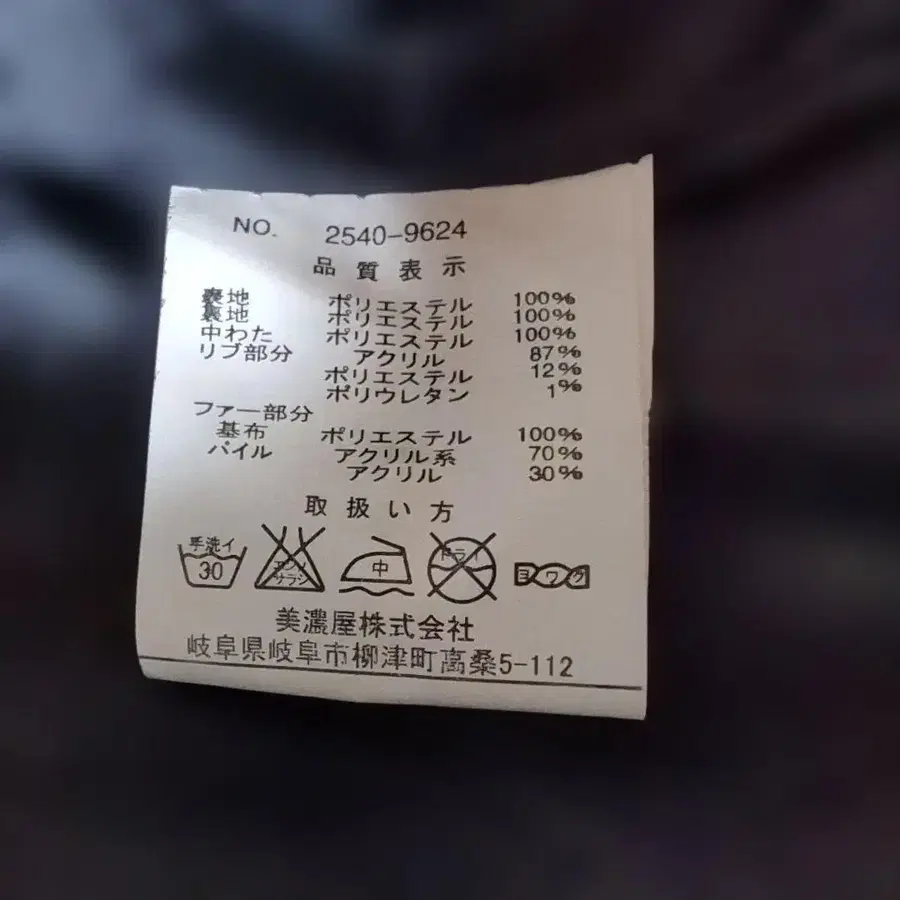 NO. 2540-9624
品質表示
表地 ポリエステル 100%
裏地 ポリエステル 100%
中わた ポリエステル 100%
リブ部分 アクリル 87%
ポリエステル 12%
ポリウレタン 1%
ファー部分
基布 ポリエステル 100%
パイル アクリル系 70%
アクリル 30%
取扱い方
手洗イ 30 エンソサラシ 中 ドライ ヨワク
美濃屋株式会社
岐阜県岐阜市柳津町高桑5-112